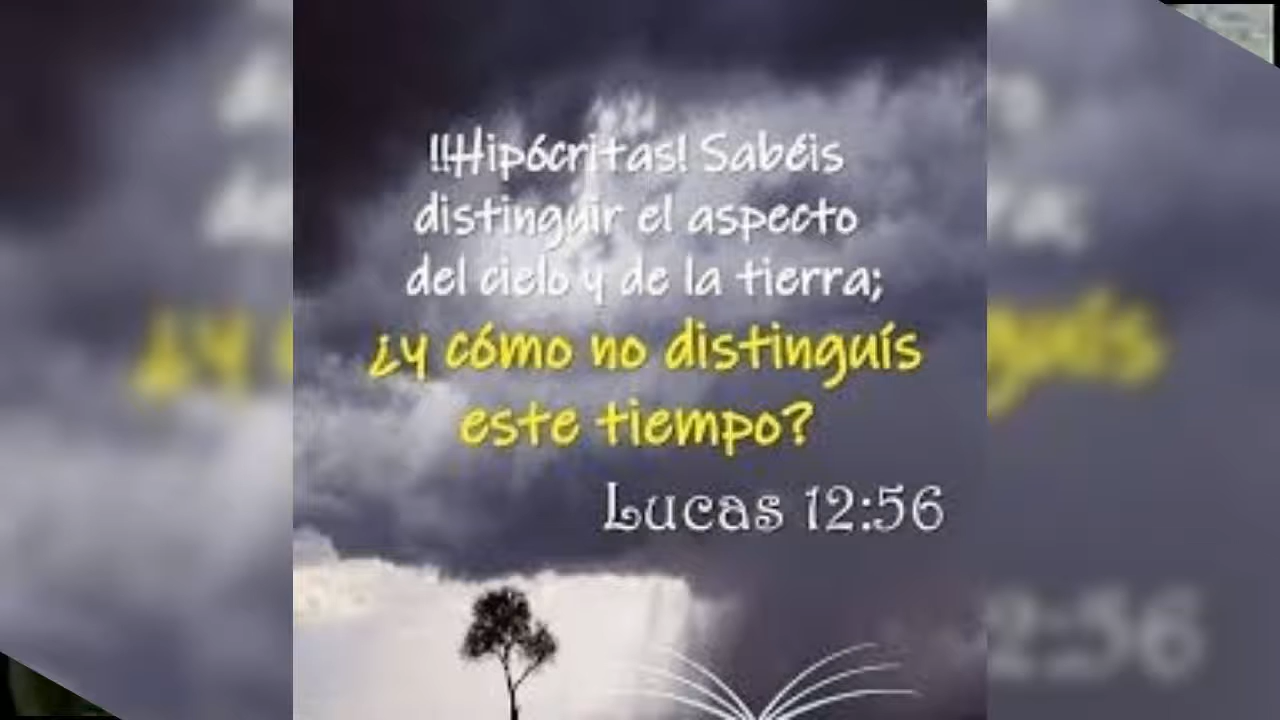 !!Hipócritas! Sabéis
distinguir el aspecto
del cielo y de la tierra;
¿y cómo no distinguís
este tiempo?
Lucas 12:56